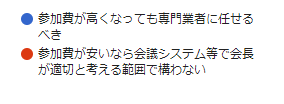 参加費が高くなっても専門業者に任せる
べき
参加費が安いなら会議システム等で会長
が適切と考える範囲で構わない